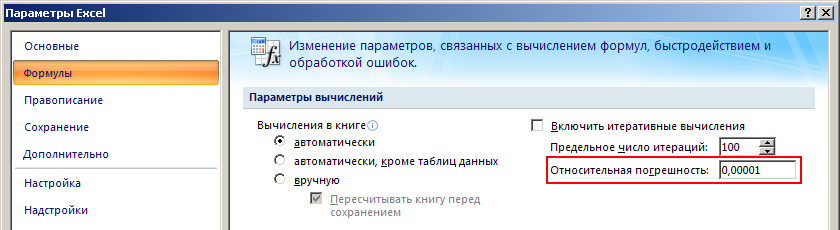 Параметры Excel
Основные
Формулы
Правописание
Сохранение
Дополнительно
Настройка
Надстройки
Изменение параметров, связанных с вычислением формул, быстродействием и
обработкой ошибок.
Параметры вычислений
Вычисления в книге
автоматически
автоматически, кроме таблиц данных
вручную
Пересчитывать книгу перед
сохранением
Включить итеративные вычисления
Предельное число итераций: 100
Относительная погрешность: 0,00001